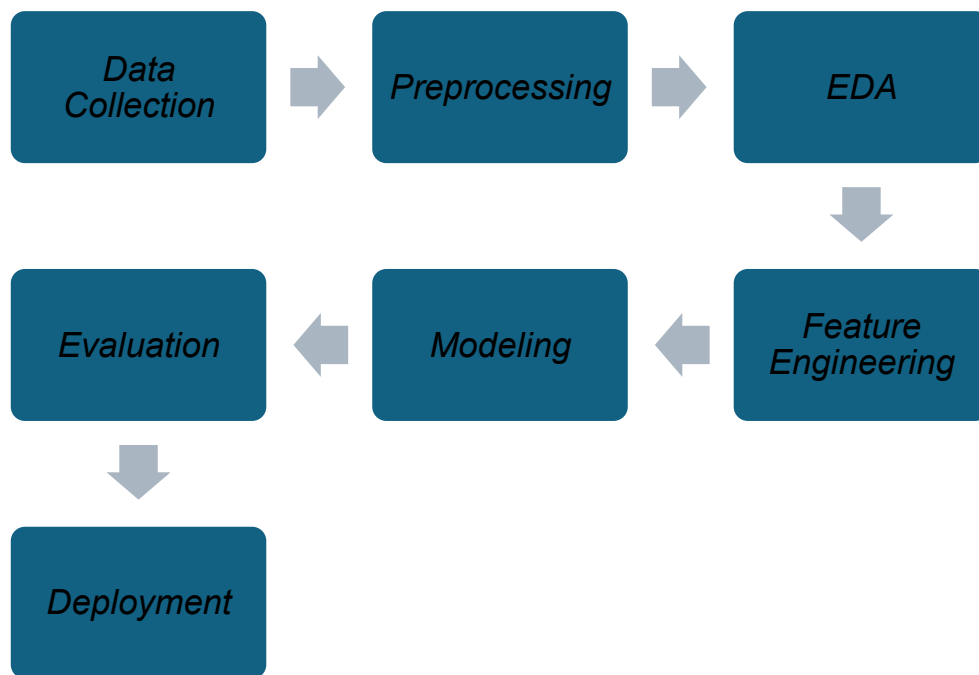 Data
Collection
Preprocessing
EDA
Feature
Engineering
Modeling
Evaluation
Deployment